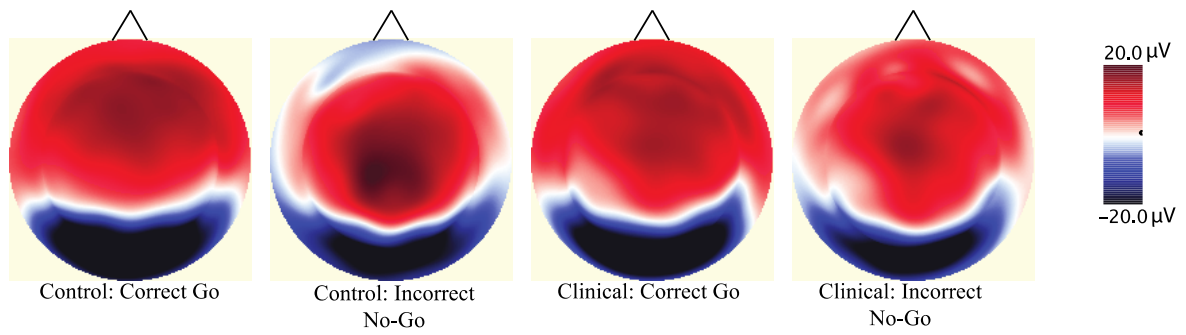 20.0 µV
−20.0 µV
Control: Correct Go
Control: Incorrect
No-Go
Clinical: Correct Go
Clinical: Incorrect
No-Go